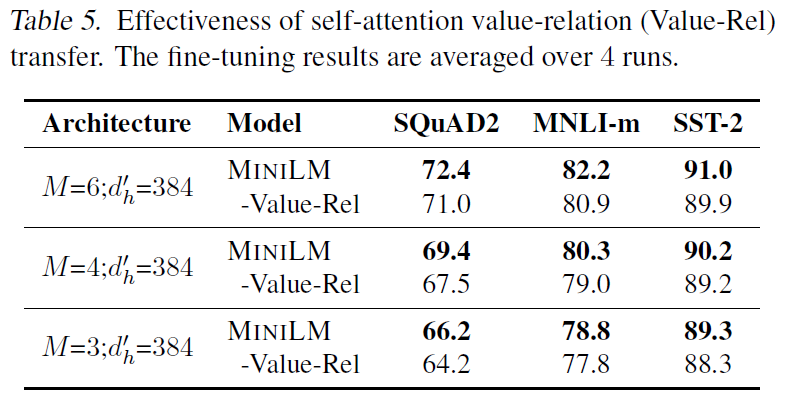 Table 5. Effectiveness of self-attention value-relation (Value-Rel)
transfer. The fine-tuning results are averaged over 4 runs.
Architecture Model SQuAD2 MNLI-m SST-2
M=6;d′h=384 MINILM 72.4 82.2 91.0
-Value-Rel 71.0 80.9 89.9
M=4;d′h=384 MINILM 69.4 80.3 90.2
-Value-Rel 67.5 79.0 89.2
M=3;d′h=384 MINILM 66.2 78.8 89.3
-Value-Rel 64.2 77.8 88.3